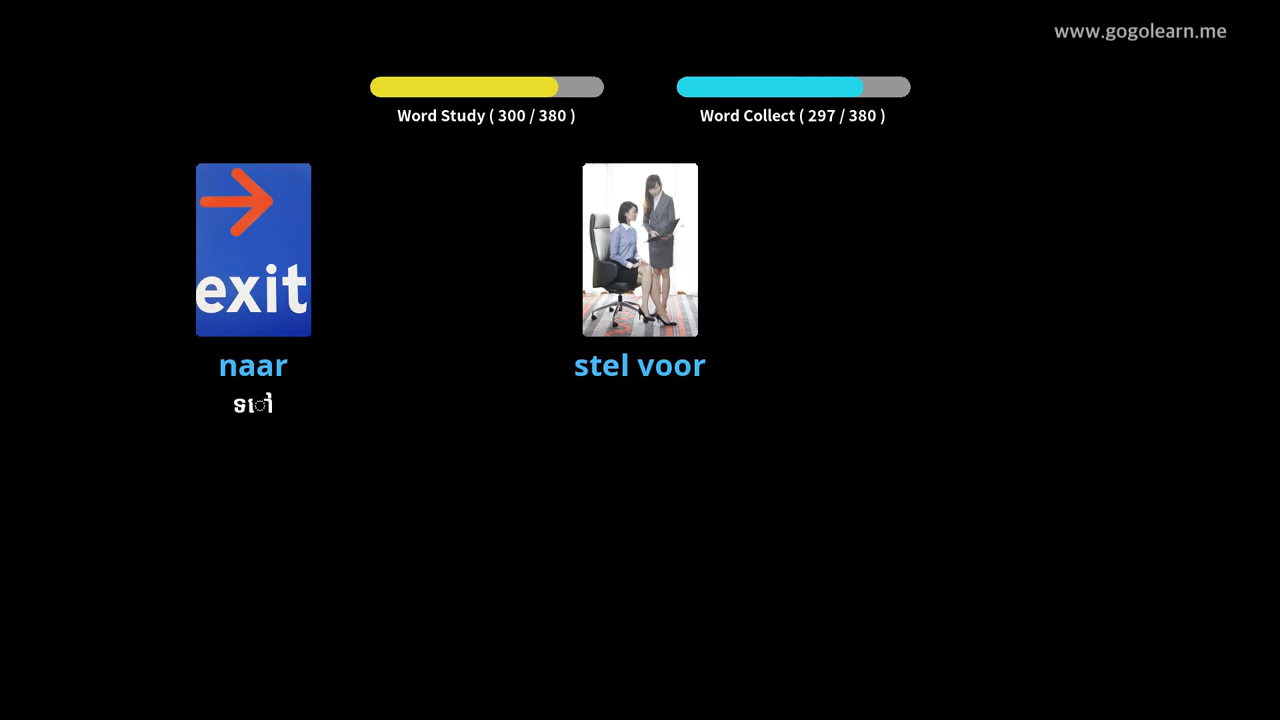 www.gogolearn.me
Word Study ( 300 / 380 )
Word Collect ( 297 / 380 )
exit
naar
stel voor
ទៅ